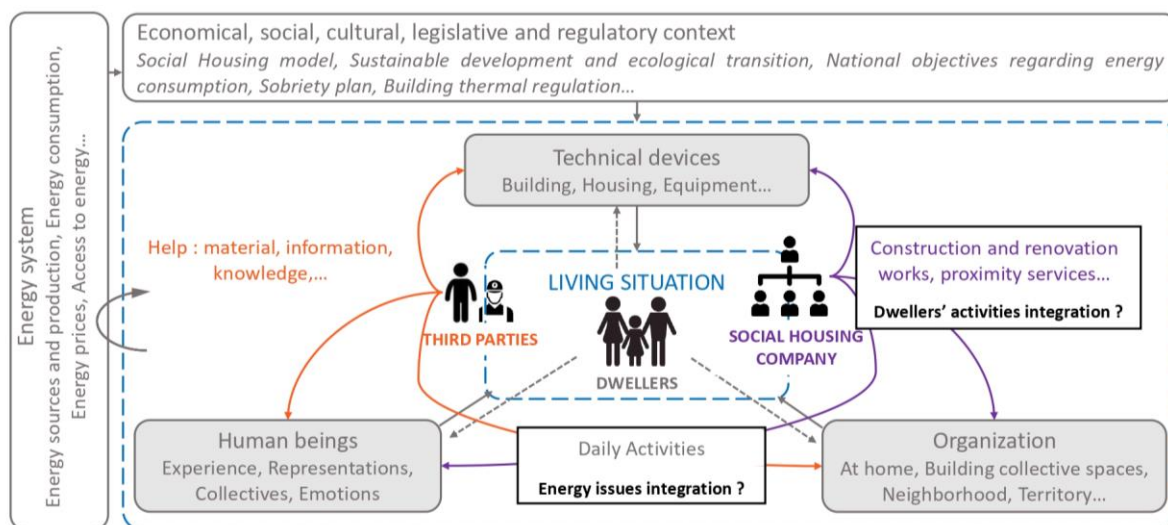 Energy system
Energy sources and production, Energy consumption,
Energy prices, Access to energy...
Economical, social, cultural, legislative and regulatory context
Social Housing model, Sustainable development and ecological transition, National objectives regarding energy
consumption, Sobriety plan, Building thermal regulation...
Technical devices
Building, Housing, Equipment...
Help : material, information,
knowledge,...
LIVING SITUATION
Construction and renovation
works, proximity services...
Dwellers' activities integration ?
THIRD PARTIES
SOCIAL HOUSING
COMPANY
DWELLERS
Human beings
Experience, Representations,
Collectives, Emotions
Daily Activities
Energy issues integration ?
Organization
At home, Building collective spaces,
Neighborhood, Territory...